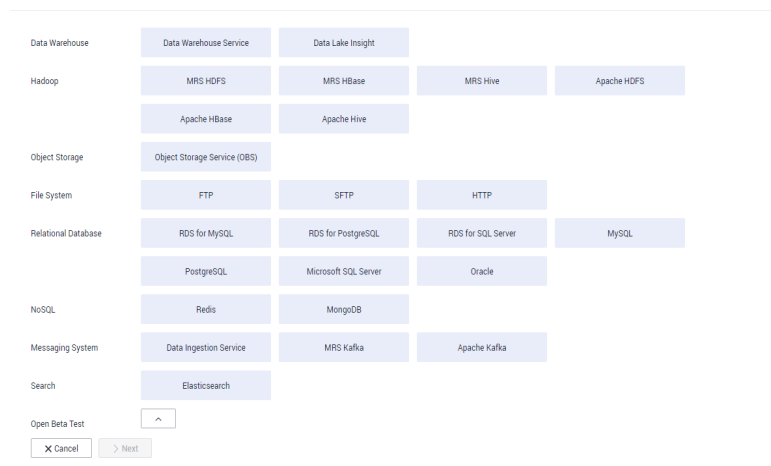 Data Warehouse Data Warehouse Service Data Lake Insight
Hadoop MRS HDFS MRS HBase MRS Hive Apache HDFS
Apache HBase Apache Hive
Object Storage Object Storage Service (OBS)
File System FTP SFTP HTTP
Relational Database RDS for MySQL RDS for PostgreSQL RDS for SQL Server MySQL
PostgreSQL Microsoft SQL Server Oracle
NoSQL Redis MongoDB
Messaging System Data Ingestion Service MRS Kafka Apache Kafka
Search Elasticsearch
Open Beta Test
Cancel Next